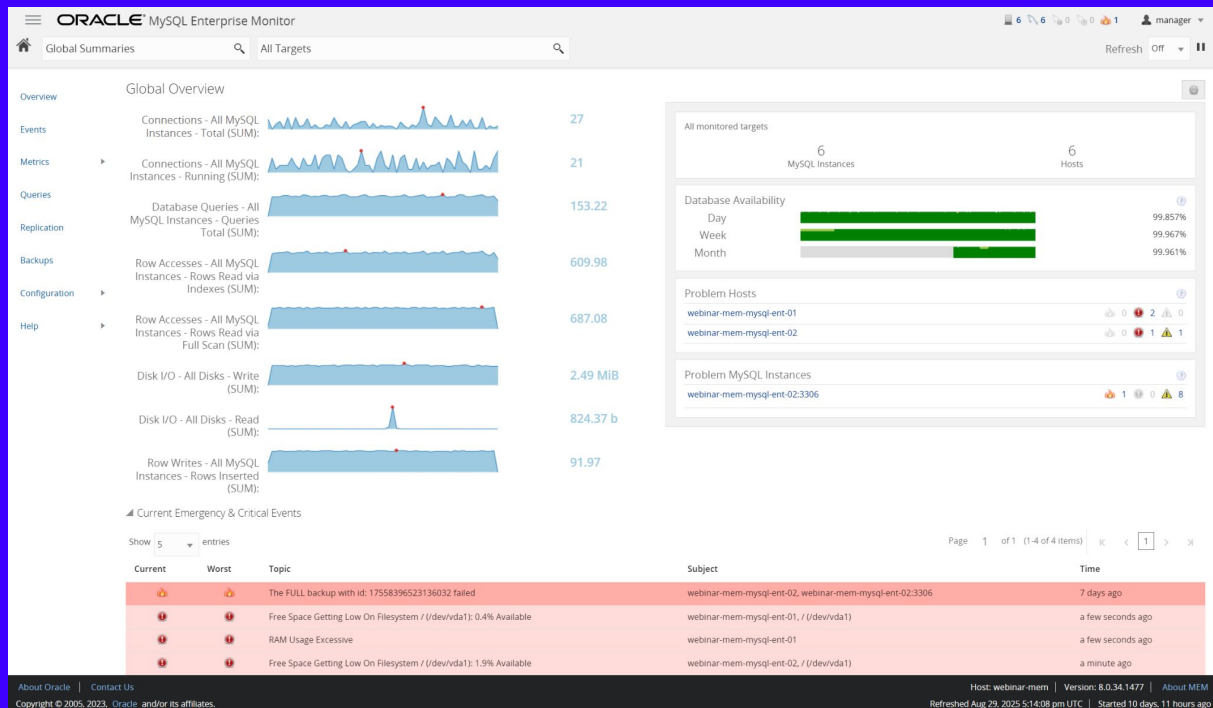 ORACLE® MySQL Enterprise Monitor
6 6 0 0 1 manager
Global Summaries All Targets Refresh Off
Overview
Events
Metrics
Queries
Replication
Backups
Configuration
Help
Global Overview
Connections - All MySQL
Instances - Total (SUM):
27
Connections - All MySQL
Instances - Running (SUM):
21
Database Queries - All
MySQL Instances - Queries
Total (SUM):
153.22
Row Accesses - All MySQL
Instances - Rows Read via
Indexes (SUM):
609.98
Row Accesses - All MySQL
Instances - Rows Read via
Full Scan (SUM):
687.08
Disk I/O - All Disks - Write
(SUM):
2.49 MiB
Disk I/O - All Disks - Read
(SUM):
824.37 b
Row Writes - All MySQL
Instances - Rows Inserted
(SUM):
91.97
All monitored targets
6 6
MySQL Instances Hosts
Database Availability
Day 99.857%
Week 99.967%
Month 99.961%
Problem Hosts
webinar-mem-mysql-ent-01 0 2 0
webinar-mem-mysql-ent-02 0 1 1
Problem MySQL Instances
webinar-mem-mysql-ent-02:3306 1 0 8
Current Emergency & Critical Events
Show 5 entries Page 1 of 1 (1-4 of 4 items) 1
Current Worst Topic Subject Time
The FULL backup with id: 17558396523136032 failed webinar-mem-mysql-ent-02, webinar-mem-mysql-ent-02:3306 7 days ago
Free Space Getting Low On Filesystem / (/dev/vda1): 0.4% Available webinar-mem-mysql-ent-01, / (/dev/vda1) a few seconds ago
RAM Usage Excessive webinar-mem-mysql-ent-01 a few seconds ago
Free Space Getting Low On Filesystem / (/dev/vda1): 1.9% Available webinar-mem-mysql-ent-02, / (/dev/vda1) a minute ago
About Oracle | Contact Us Host: webinar-mem | Version: 8.0.34.1477 | About MEM
Copyright © 2005, 2023, Oracle and/or its affiliates. Refreshed Aug 29, 2025 5:14:08 pm UTC | Started 10 days, 11 hours ago